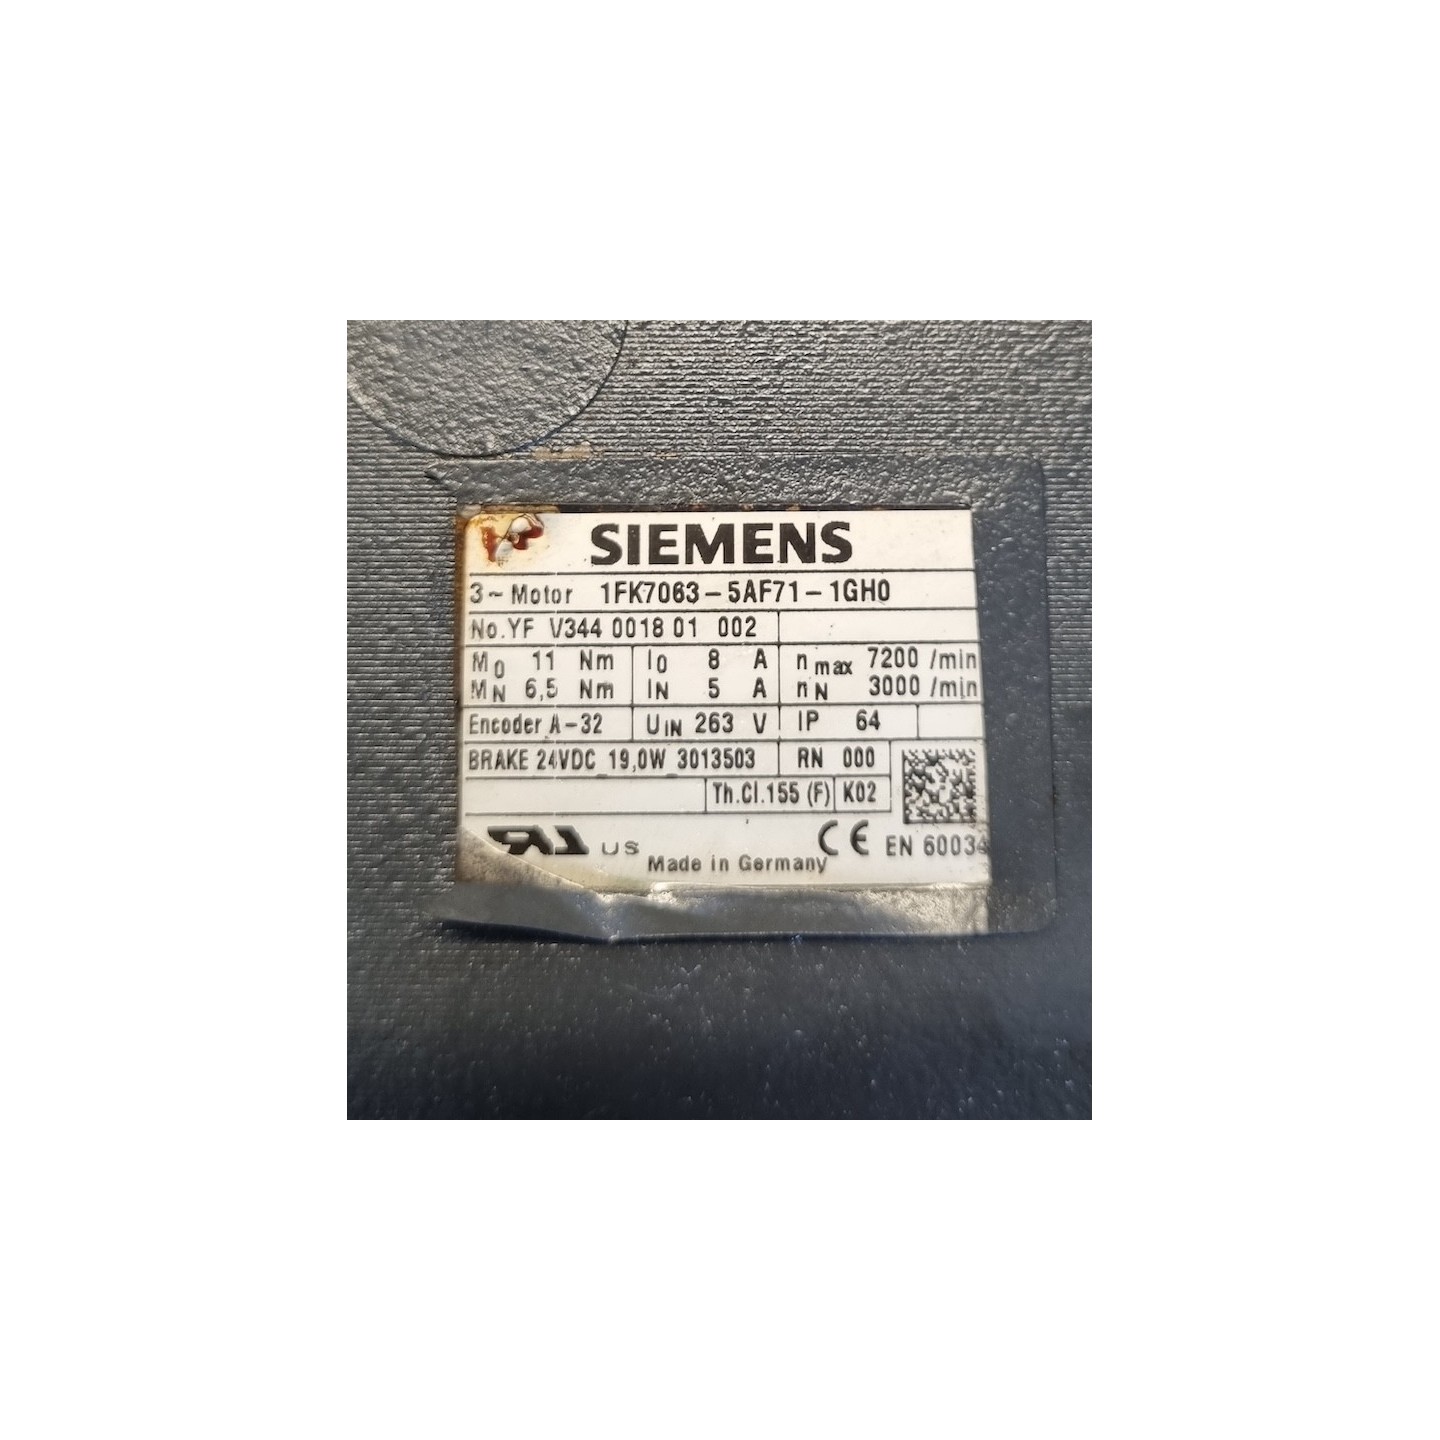 SIEMENS
3~Motor 1FK7063-5AF71-1GH0
No.YF V344 0018 01 002
M0 11 Nm I0 8 A nmax 7200 /min
MN 6,5 Nm IN 5 A nN 3000 /min
Encoder A-32 UIN 263 V IP 64
BRAKE 24VDC 19,0W 3013503 RN 000
Th.Cl.155 (F) K02
US CE EN 60034
Made in Germany